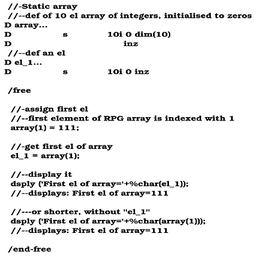 //-Static array
//--def of 10 el array of integers, initialised to zeros
D array...
D s 10i 0 dim(10)
D inz
//--def an el
D el_1...
D s 10i 0 inz
/free
//-assign first el
//--first element of RPG array is indexed with 1
array(1) = 111;
//-get first el of array
el_1 = array(1);
//--display it
dsply ('First el of array='+%char(el_1));
//--displays: First el of array=111
//---or shorter, without "el_1"
dsply ('First el of array='+%char(array(1)));
//--displays: First el of array=111
/end-free